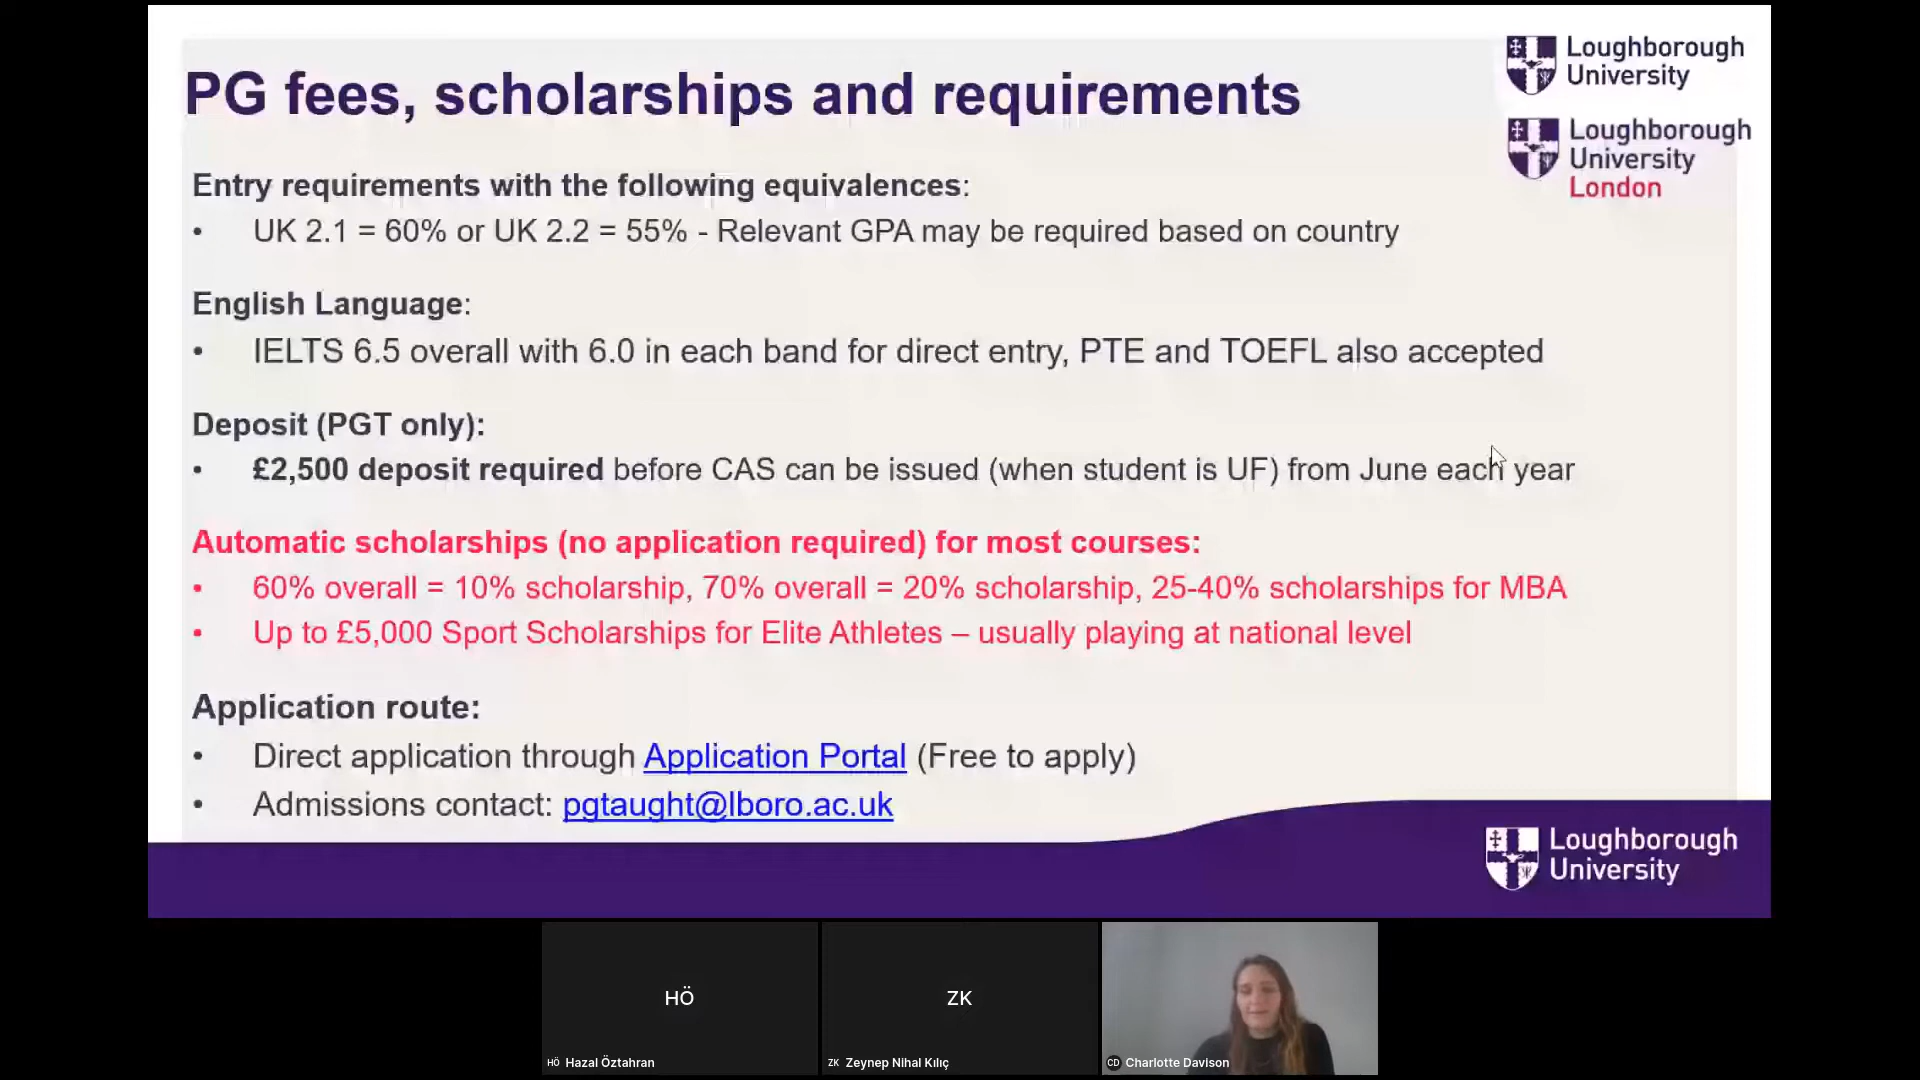 PG fees, scholarships and requirements
Loughborough
University
Loughborough
University
London
Entry requirements with the following equivalences:
• UK 2.1 = 60% or UK 2.2 = 55% - Relevant GPA may be required based on country
English Language:
• IELTS 6.5 overall with 6.0 in each band for direct entry, PTE and TOEFL also accepted
Deposit (PGT only):
• £2,500 deposit required before CAS can be issued (when student is UF) from June each year
Automatic scholarships (no application required) for most courses:
• 60% overall = 10% scholarship, 70% overall = 20% scholarship, 25-40% scholarships for MBA
• Up to £5,000 Sport Scholarships for Elite Athletes – usually playing at national level
Application route:
• Direct application through Application Portal (Free to apply)
• Admissions contact: pgtaught@lboro.ac.uk
Loughborough
University
HÖ
ZK
HÖ Hazal Öztahran
ZK Zeynep Nihal Kılıç
CD Charlotte Davison